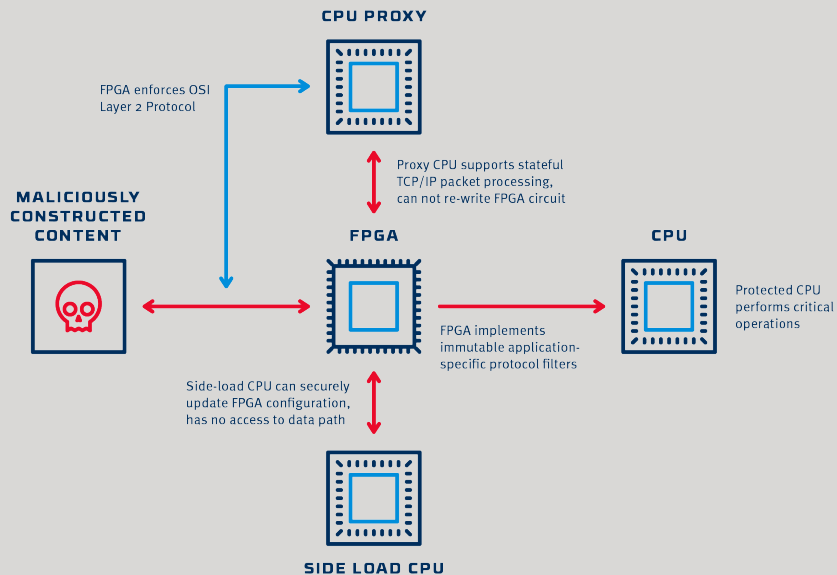 CPU PROXY
FPGA enforces OSI
Layer 2 Protocol
Proxy CPU supports stateful
TCP/IP packet processing,
can not re-write FPGA circuit
MALICIOUSLY
CONSTRUCTED
CONTENT
FPGA
CPU
Protected CPU
performs critical
operations
FPGA implements
immutable application-
specific protocol filters
Side-load CPU can securely
update FPGA configuration,
has no access to data path
SIDE LOAD CPU